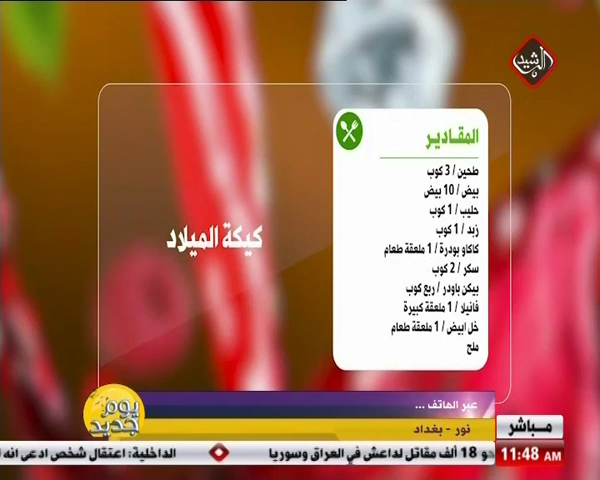 الرشيد
المقادير
طحين / 3 كوب
بيض / 10 بيض
حليب / 1 كوب
زبد / 1 كوب
كاكاو بودرة / 1 ملعقة طعام
سكر / 2 كوب
بيكن باودر / ربع كوب
فانيلا / 1 ملعقة كبيرة
خل ابيض / 1 ملعقة طعام
ملح
كيكة الميلاد
عبر الهاتف ...
نور - بغداد
يوم جديد
مباشر
11:48 AM
حو 18 ألف مقاتل لداعش في العراق وسوريا
الداخلية: اعتقال شخص ادعى انه ا